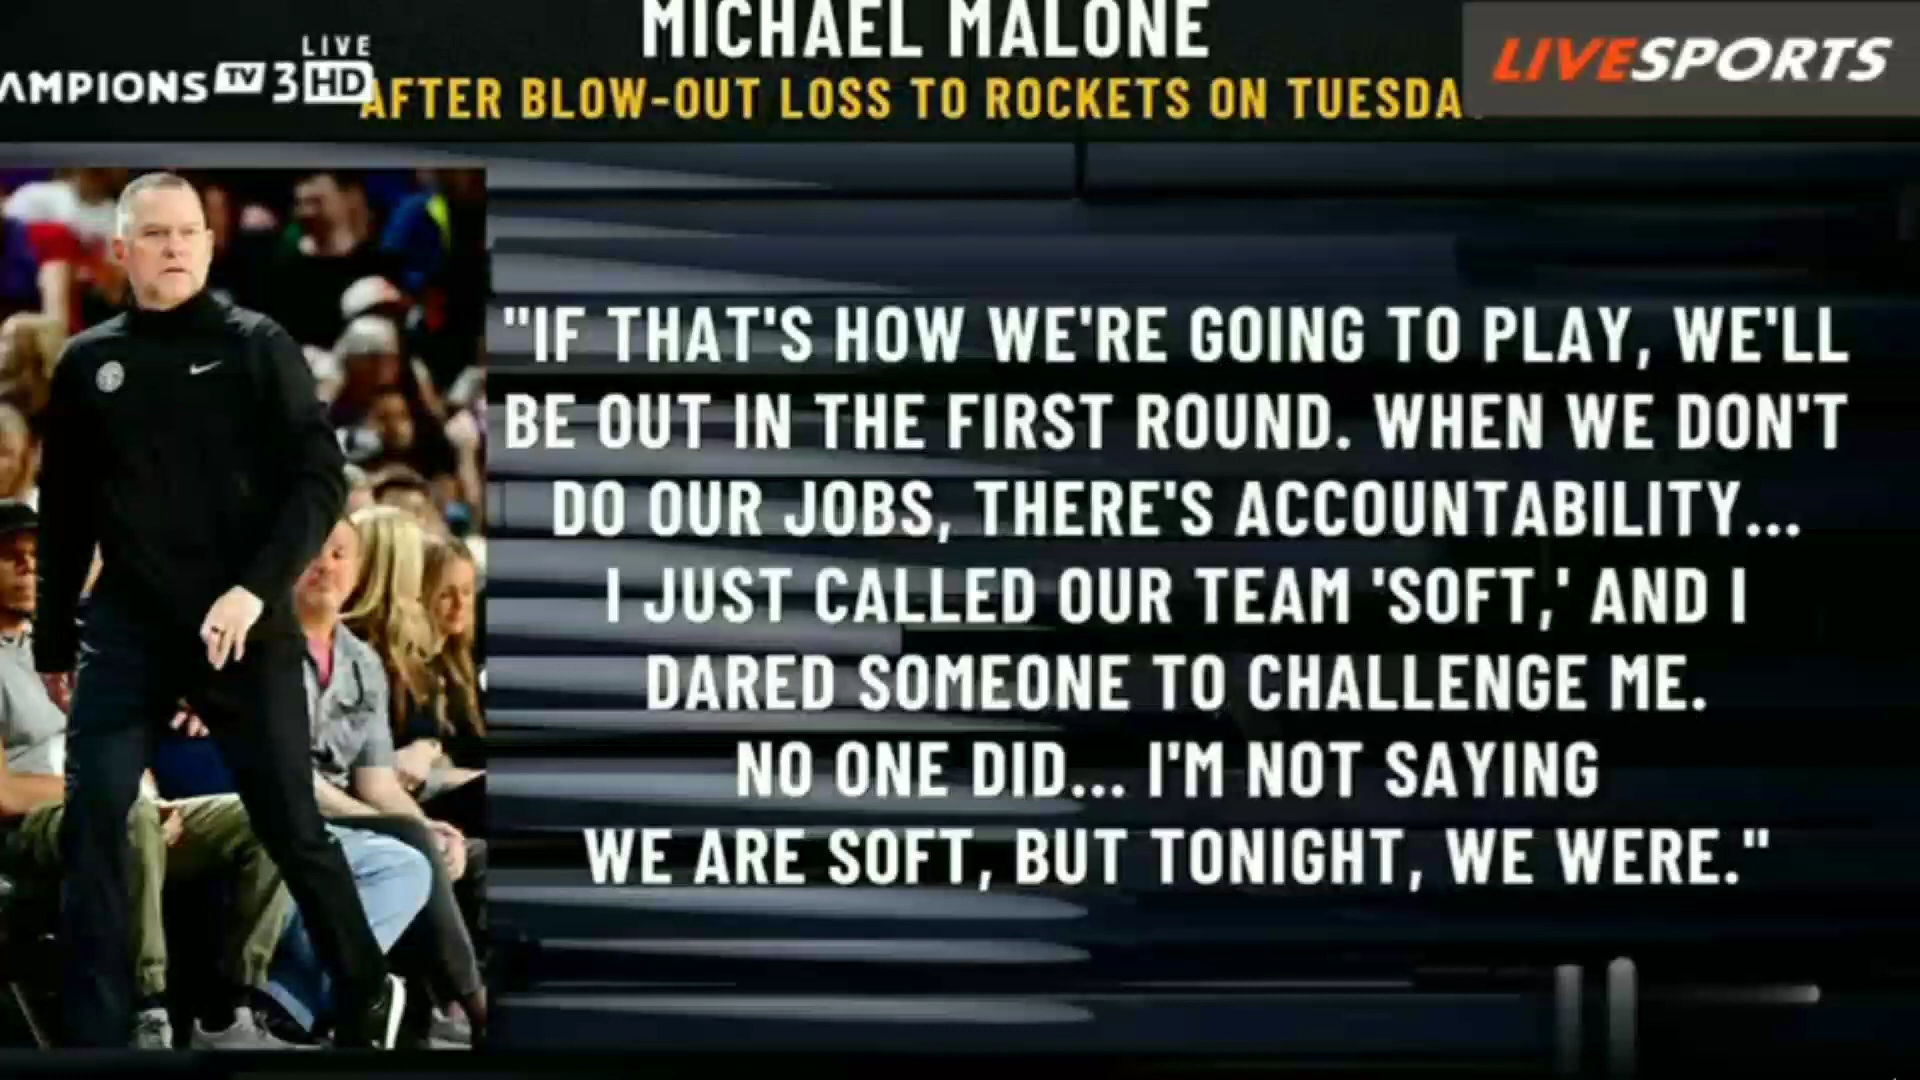 MICHAEL MALONE
LIVE
AMPIONS TV 3 HD
AFTER BLOW-OUT LOSS TO ROCKETS ON TUESDA
LIVESPORTS
"IF THAT'S HOW WE'RE GOING TO PLAY, WE'LL
BE OUT IN THE FIRST ROUND. WHEN WE DON'T
DO OUR JOBS, THERE'S ACCOUNTABILITY...
I JUST CALLED OUR TEAM 'SOFT,' AND I
DARED SOMEONE TO CHALLENGE ME.
NO ONE DID... I'M NOT SAYING
WE ARE SOFT, BUT TONIGHT, WE WERE."